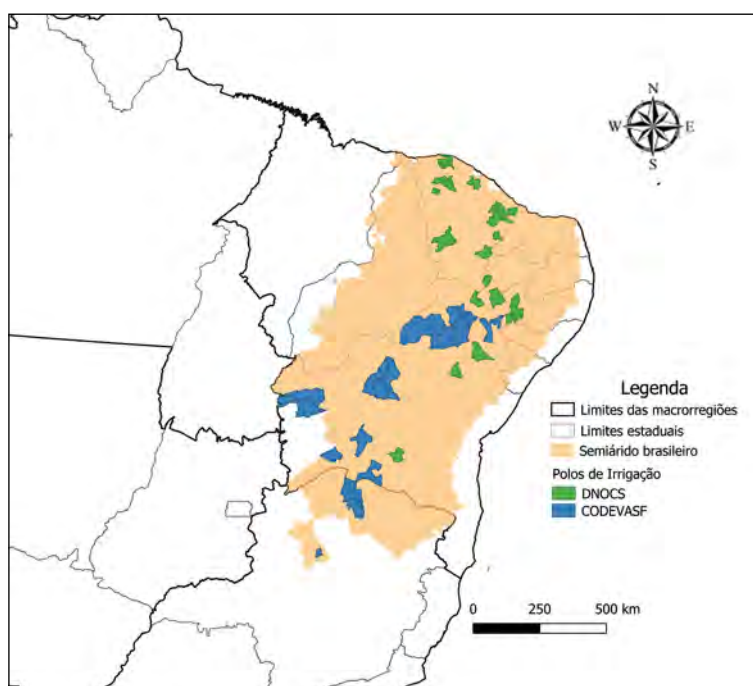 N
W E
S
Legenda
Limites das macrorregiões
Limites estaduais
Semiárido brasileiro
Polos de Irrigação
DNOCS
CODEVASF
0 250 500 km